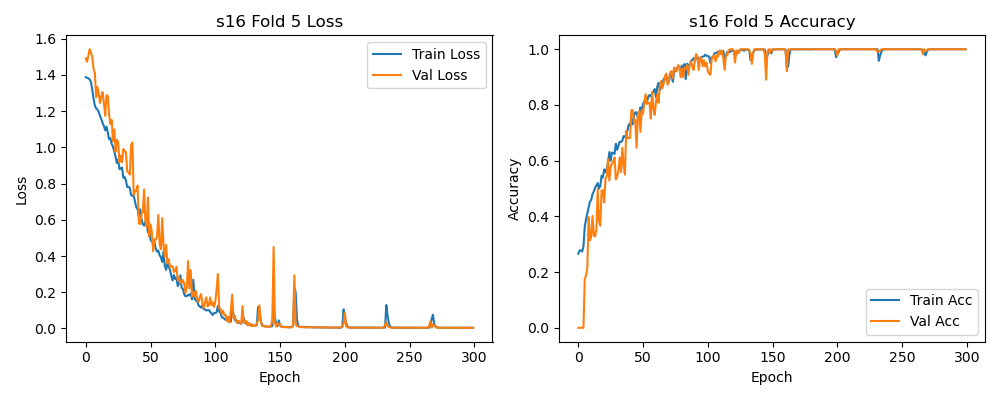 s16 Fold 5 Loss
Loss
1.6
1.4
1.2
1.0
0.8
0.6
0.4
0.2
0.0
Train Loss
Val Loss
0 50 100 150 200 250 300
Epoch
s16 Fold 5 Accuracy
Accuracy
1.0
0.8
0.6
0.4
0.2
0.0
Train Acc
Val Acc
0 50 100 150 200 250 300
Epoch